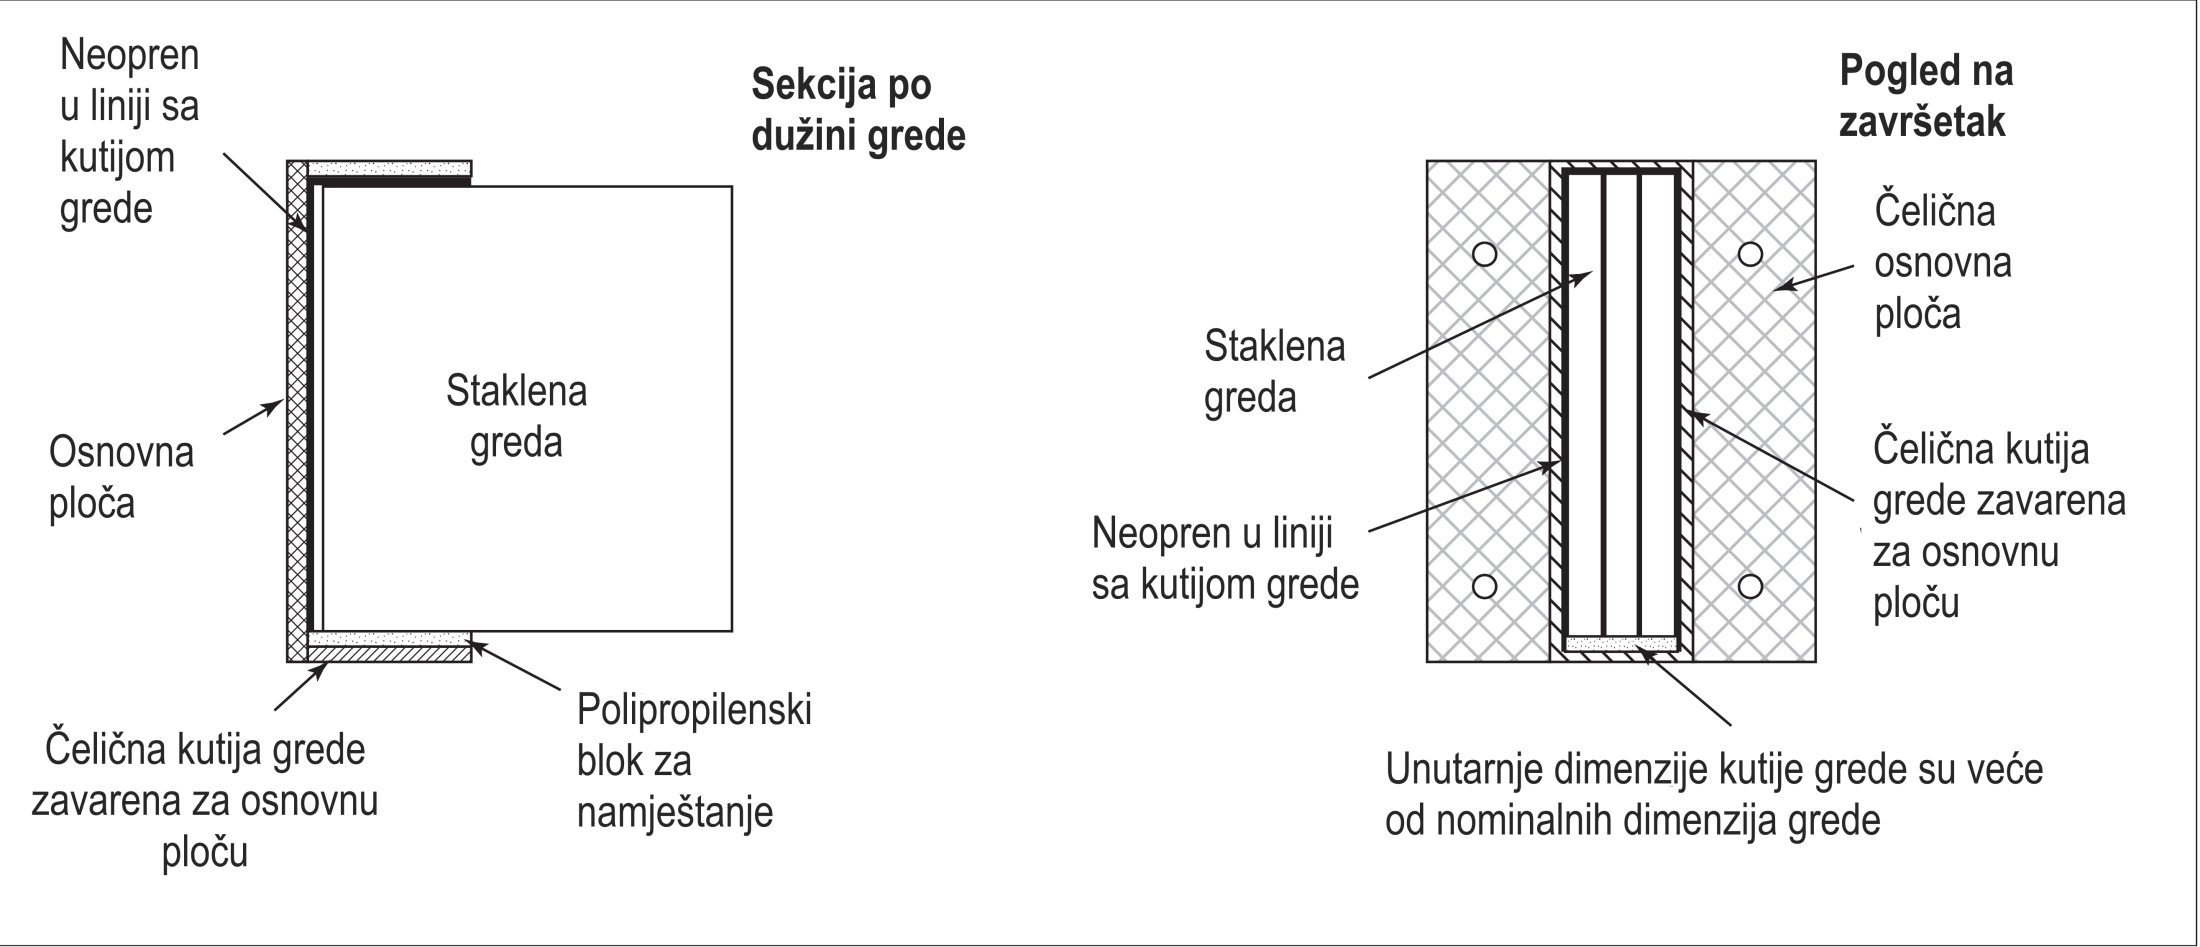 Neopren
u liniji sa
kutijom
grede
Sekcija po
dužini grede
Staklena
greda
Osnovna
ploča
Čelična kutija grede
zavarena za osnovnu
ploču
Polipropilenski
blok za
namještanje
Pogled na
završetak
Čelična
osnovna
ploča
Staklena
greda
Čelična kutija
grede zavarena
za osnovnu
ploču
Neopren u liniji
sa kutijom grede
Unutarnje dimenzije kutije grede su veće
od nominalnih dimenzija grede